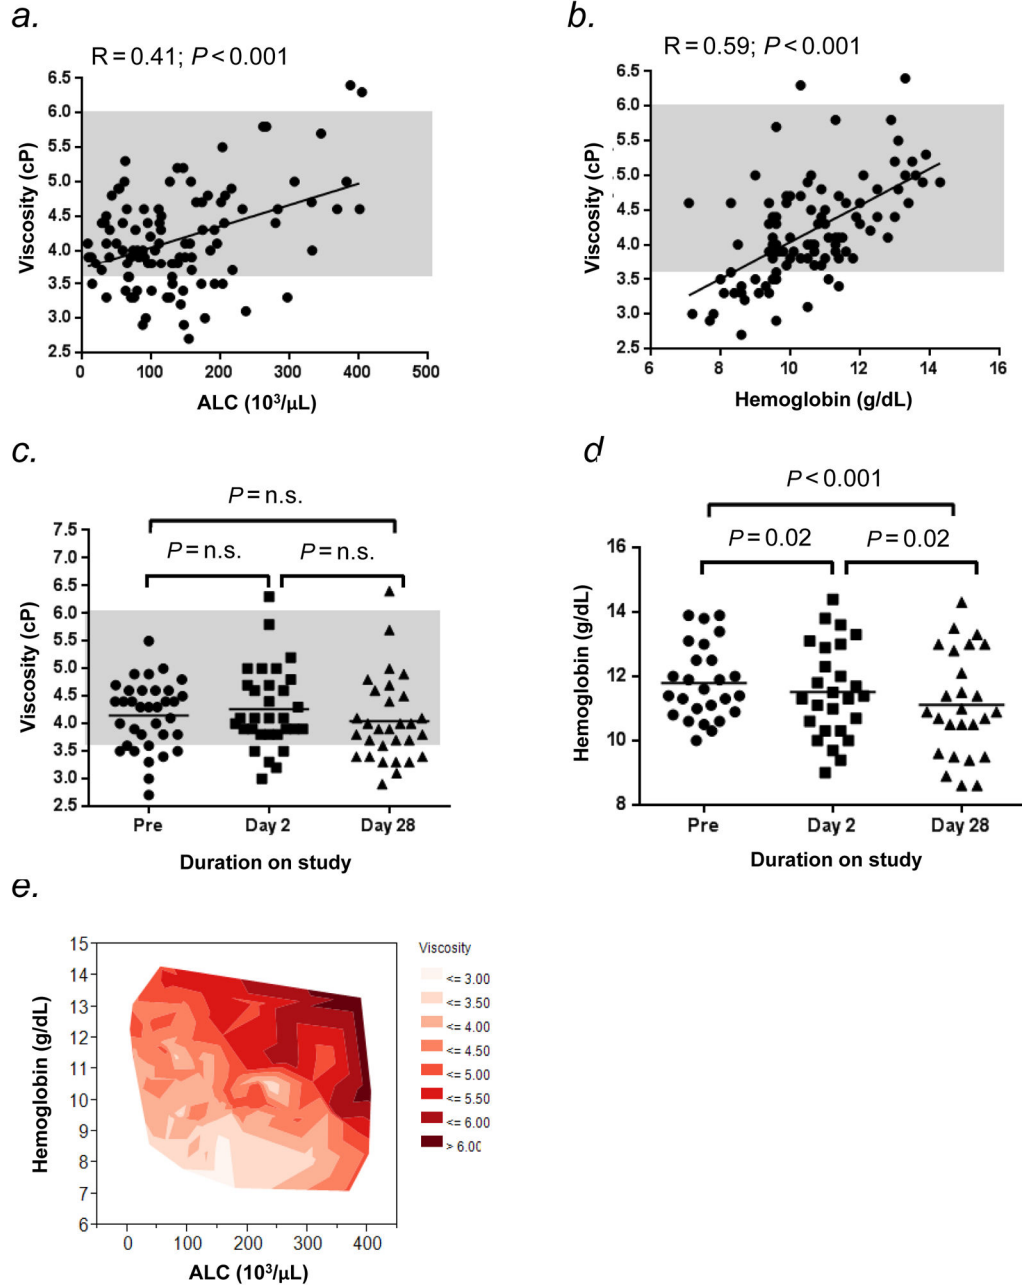 a.
R = 0.41; P < 0.001
Viscosity (cP)
6.5
6.0
5.5
5.0
4.5
4.0
3.5
3.0
2.5
0 100 200 300 400 500
ALC (10³/µL)
b.
R = 0.59; P < 0.001
Viscosity (cP)
6.5
6.0
5.5
5.0
4.5
4.0
3.5
3.0
2.5
6 8 10 12 14 16
Hemoglobin (g/dL)
c.
P = n.s.
P = n.s. P = n.s.
Viscosity (cP)
7.5
7.0
6.5
6.0
5.5
5.0
4.5
4.0
3.5
3.0
2.5
Pre Day 2 Day 28
Duration on study
d
P < 0.001
P = 0.02 P = 0.02
Hemoglobin (g/dL)
16
14
12
10
8
Pre Day 2 Day 28
Duration on study
e.
Hemoglobin (g/dL)
15
14
13
12
11
10
9
8
7
6
0 100 200 300 400
ALC (10³/µL)
Viscosity
<= 3.00
<= 3.50
<= 4.00
<= 4.50
<= 5.00
<= 5.50
<= 6.00
> 6.00